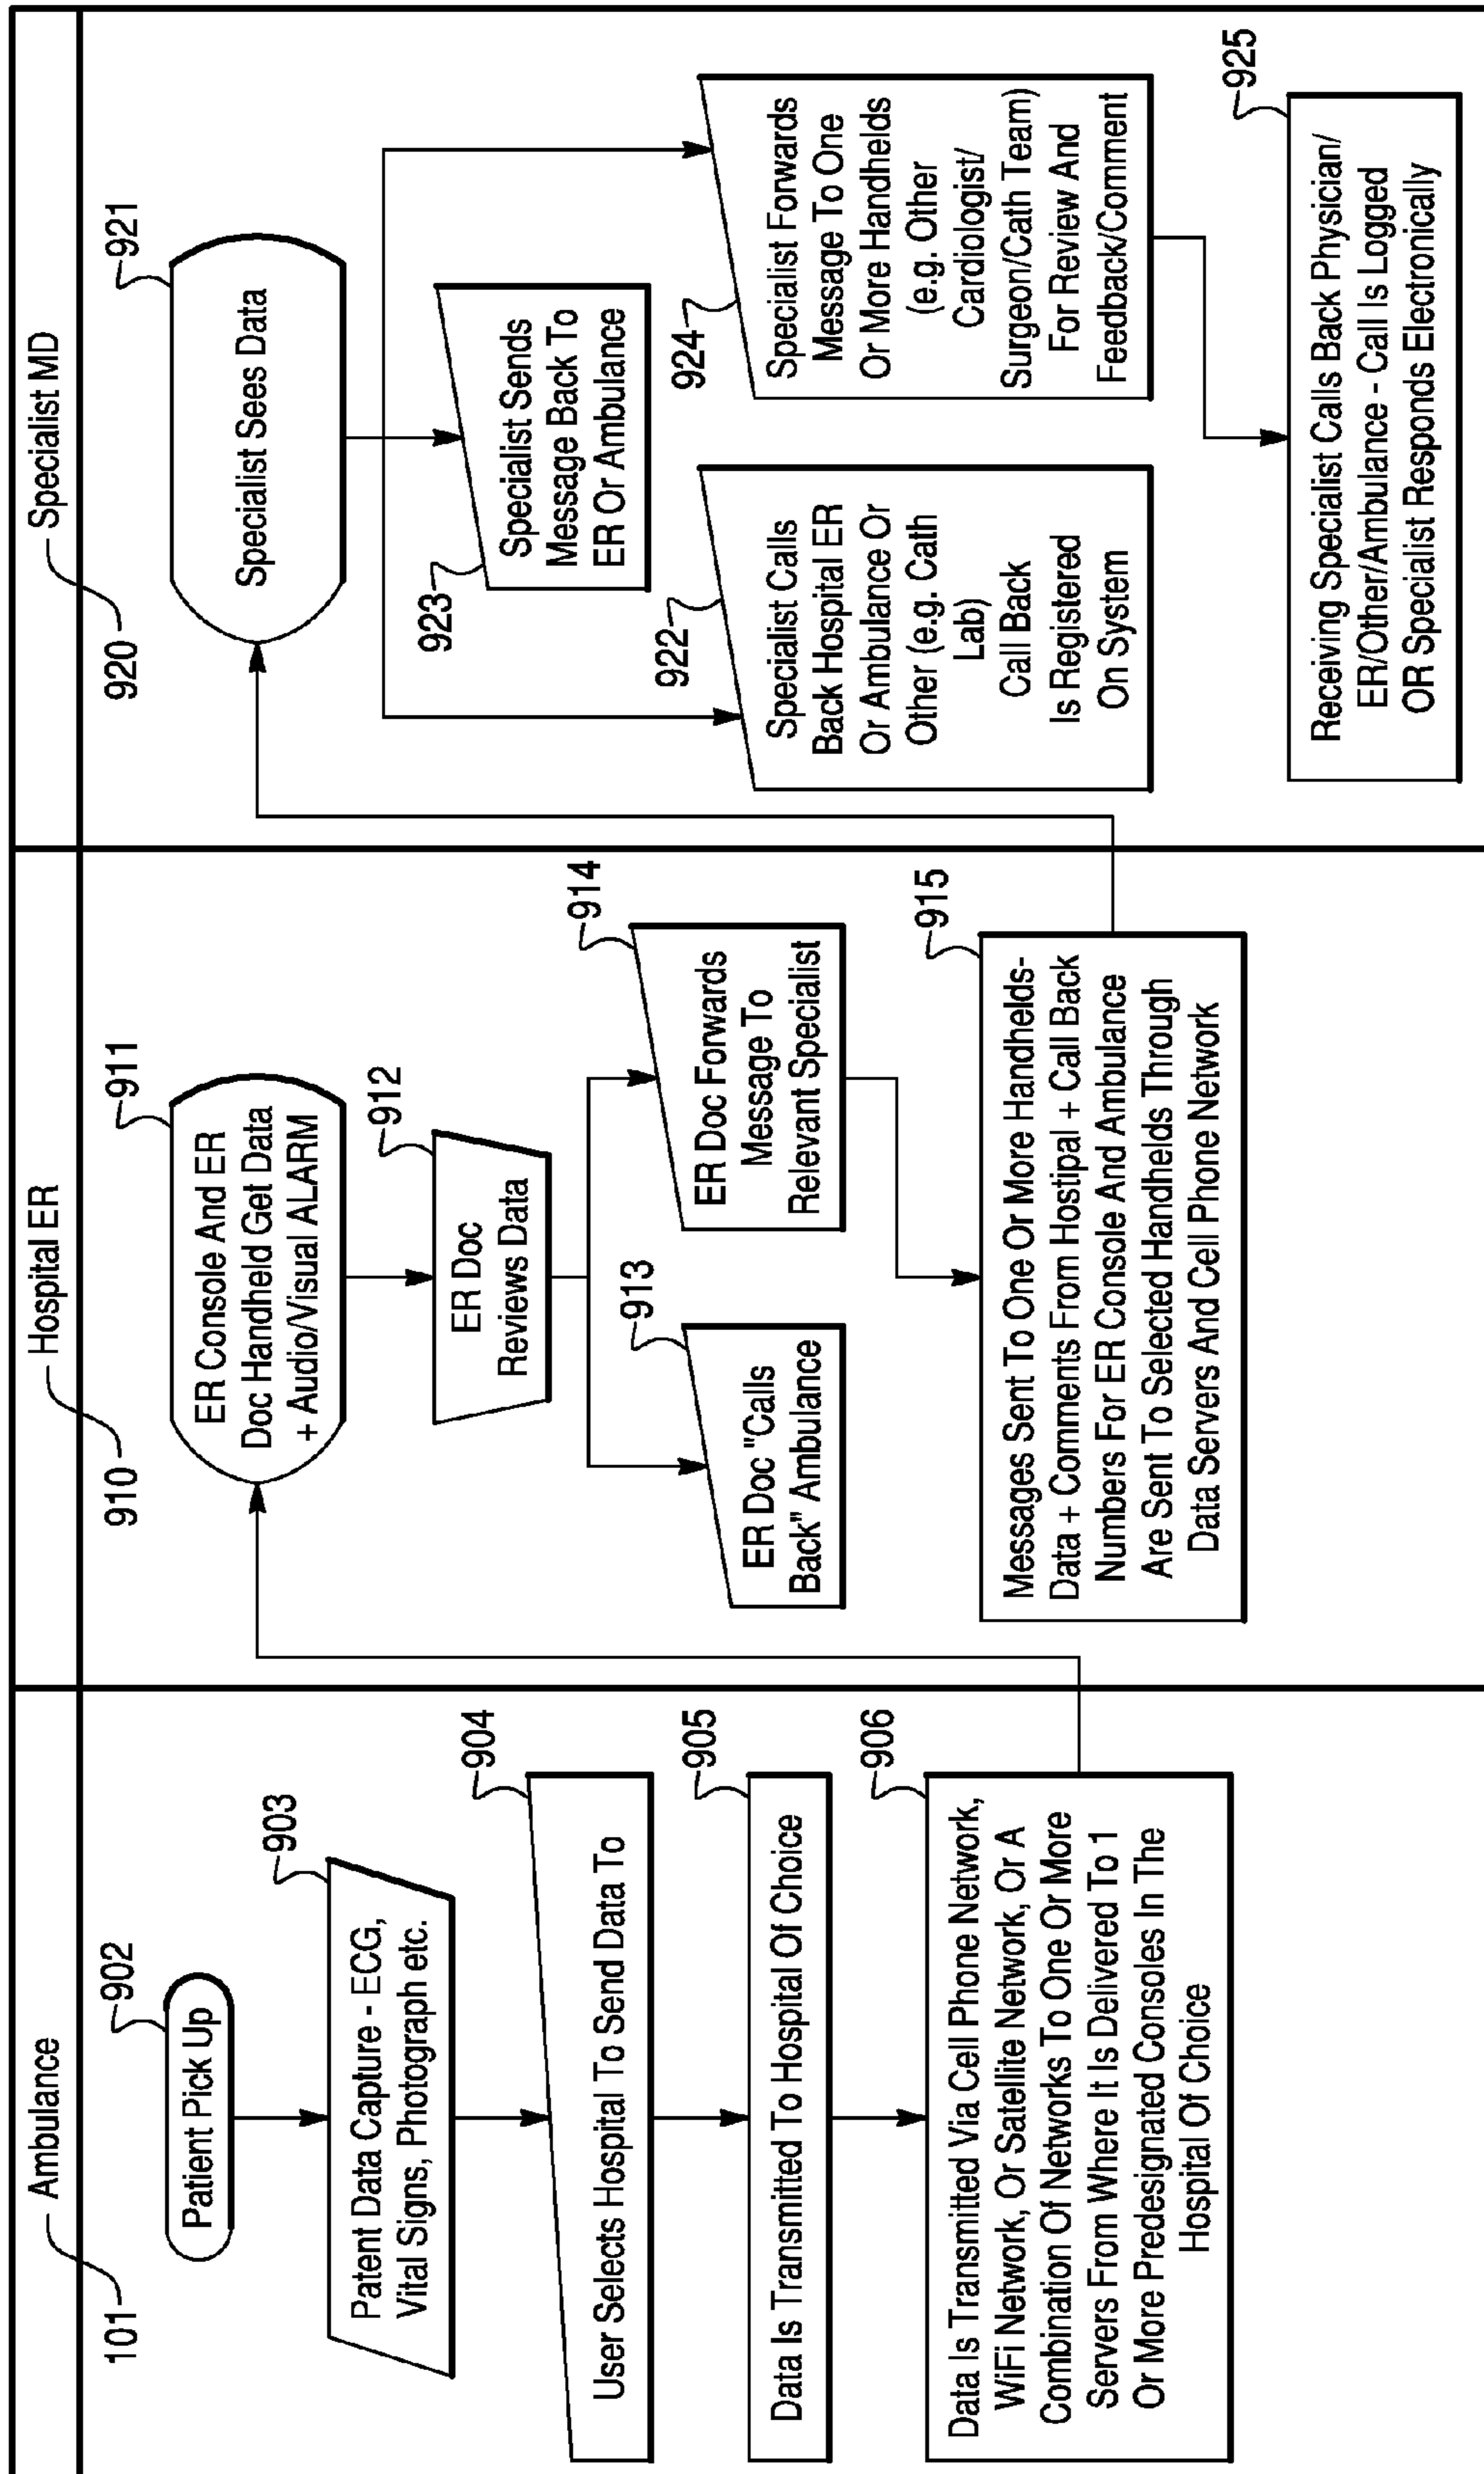 Ambulance
101
902
Patient Pick Up
903
Patent Data Capture - ECG,
Vital Signs, Photograph etc.
904
User Selects Hospital To Send Data To
905
Data Is Transmitted To Hospital Of Choice
906
Data Is Transmitted Via Cell Phone Network,
WiFi Network, Or Satellite Network, Or A
Combination Of Networks To One Or More
Servers From Where It Is Delivered To 1
Or More Predesignated Consoles In The
Hospital Of Choice
Hospital ER
910
911
ER Console And ER
Doc Handheld Get Data
+ Audio/Visual ALARM
912
ER Doc
Reviews Data
913
ER Doc "Calls
Back" Ambulance
914
ER Doc Forwards
Message To
Relevant Specialist
915
Messages Sent To One Or More Handhelds-
Data + Comments From Hostipal + Call Back
Numbers For ER Console And Ambulance
Are Sent To Selected Handhelds Through
Data Servers And Cell Phone Network
Specialist MD
920
921
Specialist Sees Data
923
Specialist Sends
Message Back To
ER Or Ambulance
922
Specialist Calls
Back Hospital ER
Or Ambulance Or
Other (e.g. Cath
Lab)
Call Back
Is Registered
On System
924
Specialist Forwards
Message To One
Or More Handhelds
(e.g. Other
Cardiologist/
Surgeon/Cath Team)
For Review And
Feedback/Comment
925
Receiving Specialist Calls Back Physician/
ER/Other/Ambulance - Call Is Logged
OR Specialist Responds Electronically